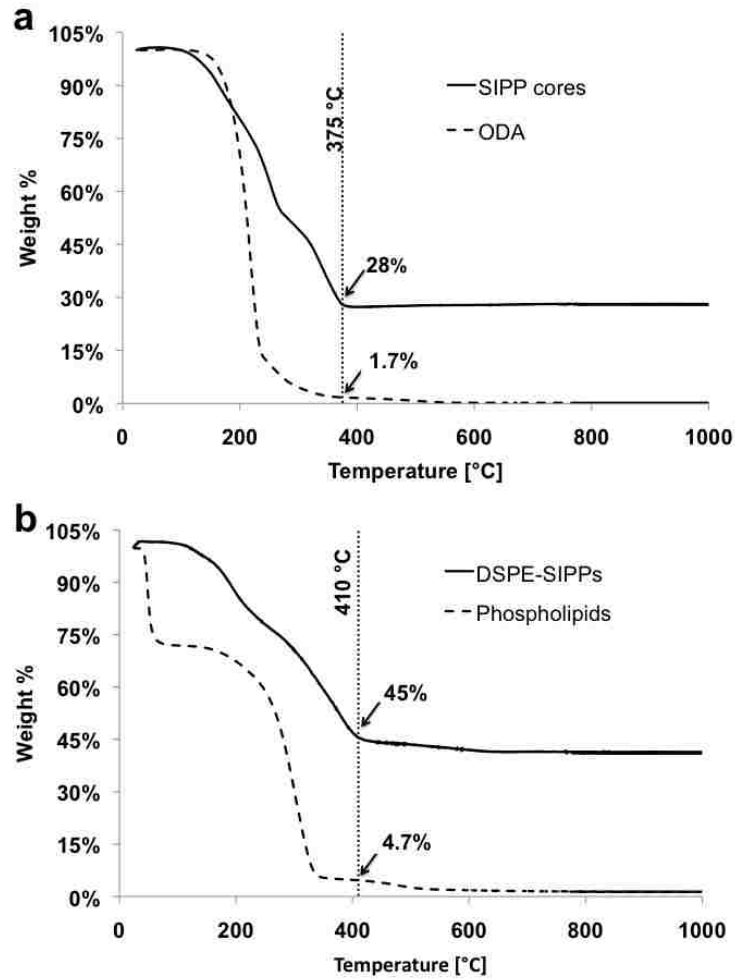 a
105%
90%
75%
60%
45%
30%
15%
0%
Weight %
375 °C
SIPP cores
ODA
28%
1.7%
0 200 400 600 800 1000
Temperature [°C]
b
105%
90%
75%
60%
45%
30%
15%
0%
Weight %
410 °C
DSPE-SIPPs
Phospholipids
45%
4.7%
0 200 400 600 800 1000
Temperature [°C]